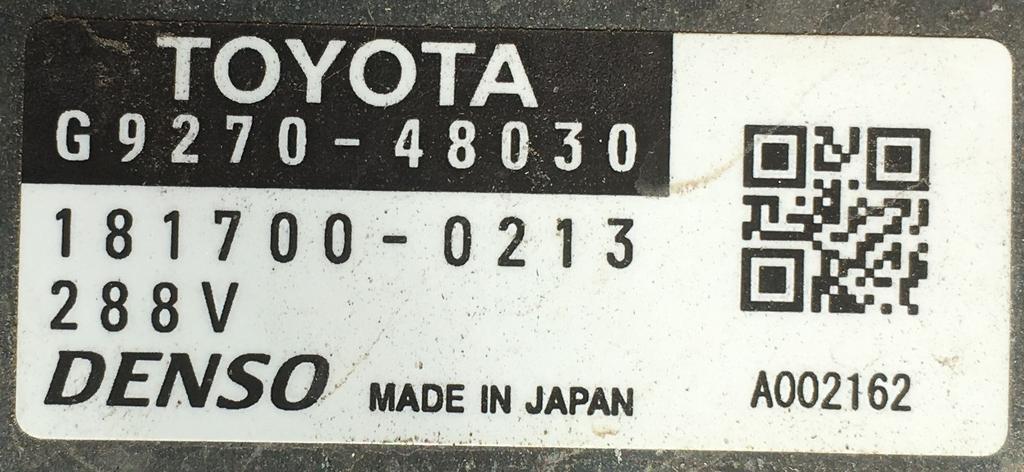 TOYOTA
G9270-48030
181700-0213
288V
DENSO MADE IN JAPAN
A002162